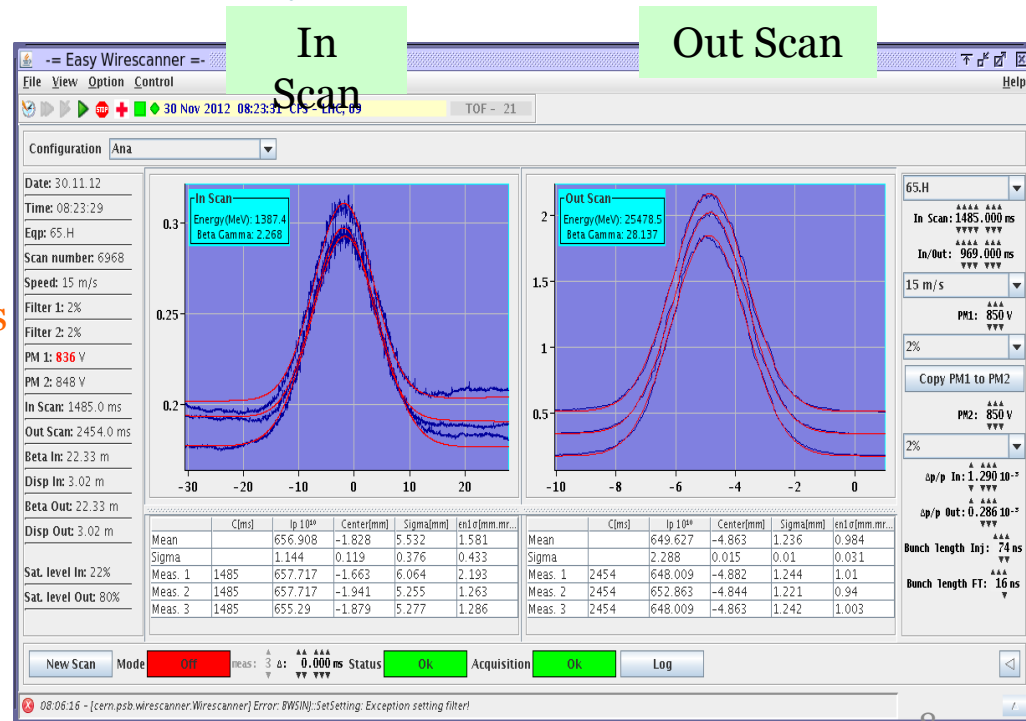 In
Scan
Out Scan
-= Easy Wirescanner =-
File View Option Control Help
30 Nov 2012 08:23:31 CPS - LHC, 09 TOF - 21
Configuration Ana
Date: 30.11.12
Time: 08:23:29
Eqp: 65.H
Scan number: 6968
Speed: 15 m/s
Filter 1: 2%
Filter 2: 2%
PM 1: 836 V
PM 2: 848 V
In Scan: 1485.0 ms
Out Scan: 2454.0 ms
Beta In: 22.33 m
Disp In: 3.02 m
Beta Out: 22.33 m
Disp Out: 3.02 m
Sat. level In: 22%
Sat. level Out: 80%
s
In Scan
Energy(MeV): 1387.4
Beta Gamma: 2.268
0.3
0.25
0.2
-30 -20 -10 0 10 20
Out Scan
Energy(MeV): 25478.5
Beta Gamma: 28.137
2
1.5
1
0.5
-10 -8 -6 -4 -2 0
C[ms] Ip 10¹⁰ Center[mm] Sigma[mm] εn1σ[mm.mr...
Mean 656.908 -1.828 5.532 1.581
Sigma 1.144 0.119 0.376 0.433
Meas. 1 1485 657.717 -1.663 6.064 2.193
Meas. 2 1485 657.717 -1.941 5.255 1.263
Meas. 3 1485 655.29 -1.879 5.277 1.286
C[ms] Ip 10¹⁰ Center[mm] Sigma[mm] εn1σ[mm.mr...
Mean 649.627 -4.863 1.236 0.984
Sigma 2.288 0.015 0.01 0.031
Meas. 1 2454 648.009 -4.882 1.244 1.01
Meas. 2 2454 652.863 -4.844 1.221 0.94
Meas. 3 2454 648.009 -4.863 1.242 1.003
65.H
In Scan: 1485.000 ms
In/Out: 969.000 ms
15 m/s
PM1: 850 V
2%
Copy PM1 to PM2
PM2: 850 V
2%
Δp/p In: 1.290 10⁻³
Δp/p Out: 0.286 10⁻³
Bunch length Inj: 74 ns
Bunch length FT: 16 ns
New Scan Mode Off meas: 3 Δ: 0.000 ms Status Ok Acquisition Ok Log
08:06:16 - [cern.psb.wirescanner.Wirescanner] Error: BWSINJ::SetSetting: Exception setting filter!